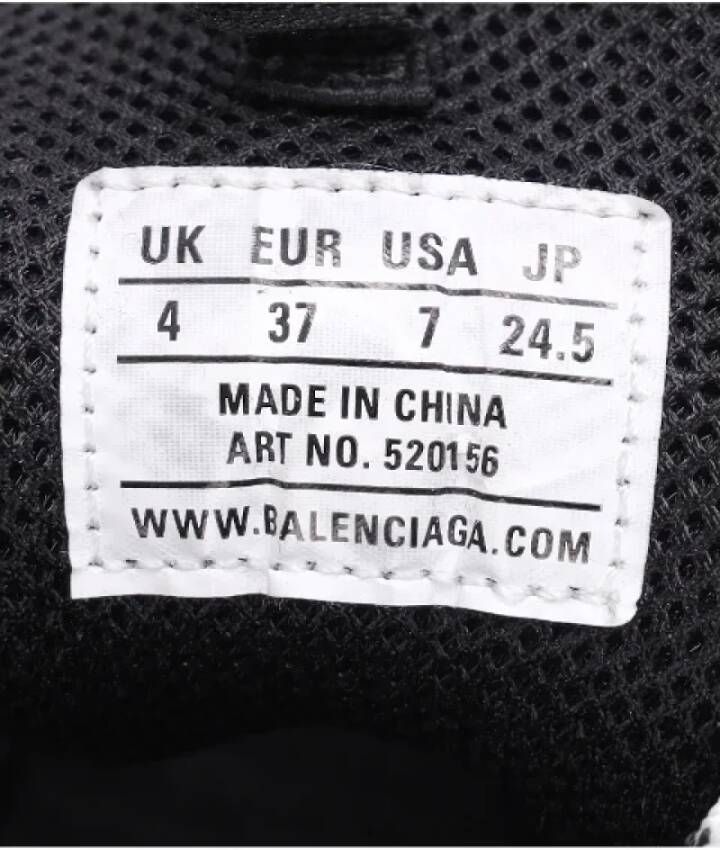 UK EUR USA JP
4 37 7 24.5
MADE IN CHINA
ART NO. 520156
WWW.BALENCIAGA.COM